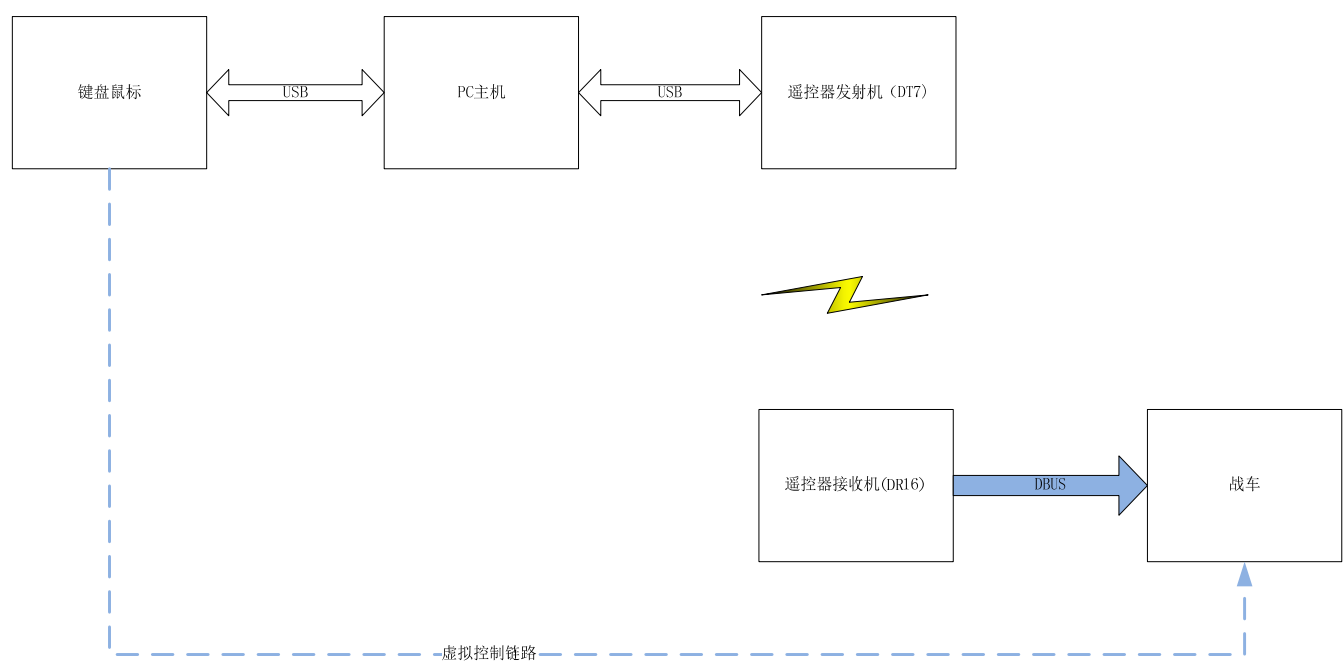 键盘鼠标
USB
PC主机
USB
遥控器发射机（DT7）
遥控器接收机(DR16)
DBUS
战车
虚拟控制链路